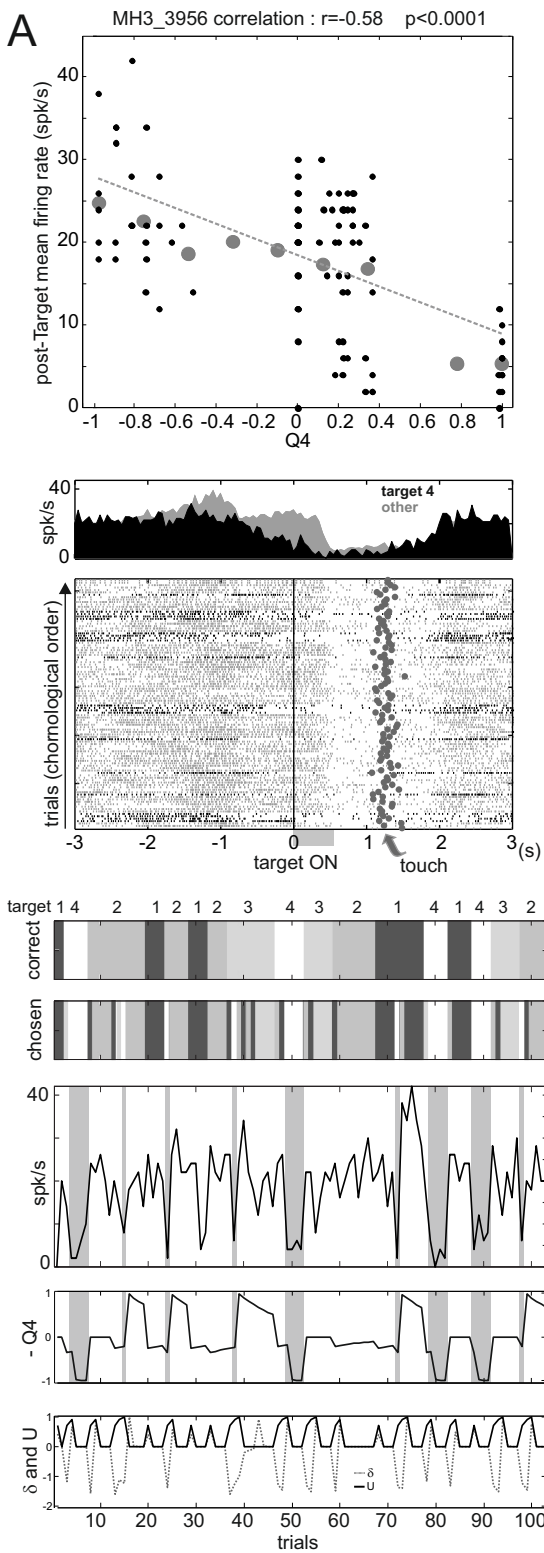 A
MH3_3956 correlation : r=-0.58 p<0.0001
post-Target mean firing rate (spk/s)
40
30
20
10
0
-1 -0.8 -0.6 -0.4 -0.2 0 0.2 0.4 0.6 0.8 1
Q4
spk/s
40
0
target 4
other
trials (chornological order)
-3 -2 -1 0 1 2 3
(s)
target ON
touch
target 1 4 2 1 2 1 2 3 4 3 2 1 4 1 4 3 2
correct
chosen
spk/s
40
0
- Q4
1
0
-1
δ and U
1
0
-1
-2
δ
U
10 20 30 40 50 60 70 80 90 100
trials